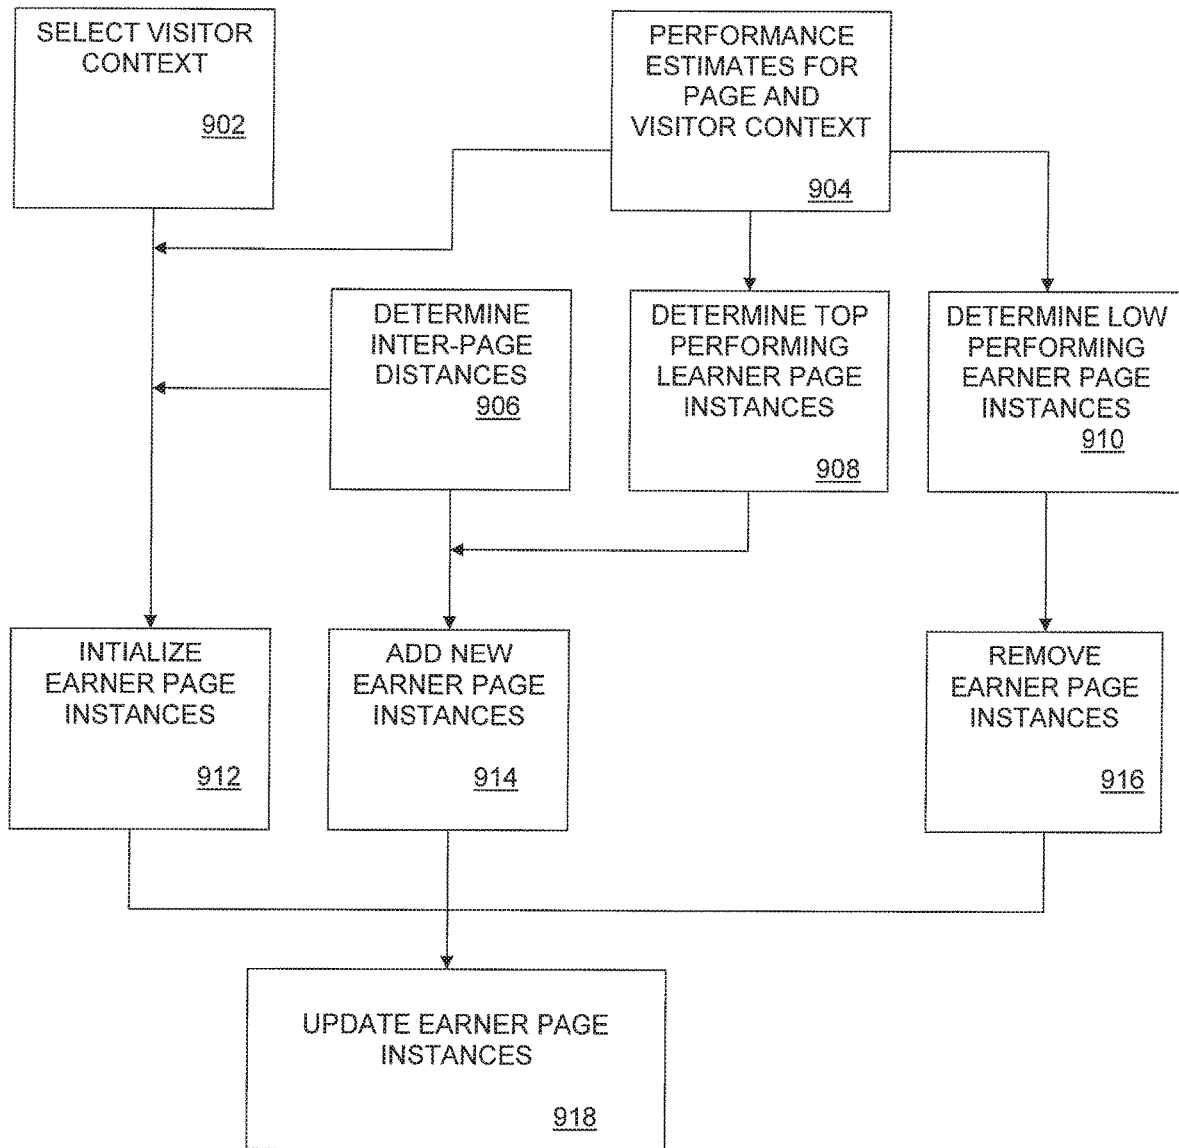 SELECT VISITOR
CONTEXT
902
PERFORMANCE
ESTIMATES FOR
PAGE AND
VISITOR CONTEXT
904
DETERMINE
INTER-PAGE
DISTANCES
906
DETERMINE TOP
PERFORMING
LEARNER PAGE
INSTANCES
908
DETERMINE LOW
PERFORMING
EARNER PAGE
INSTANCES
910
INTIALIZE
EARNER PAGE
INSTANCES
912
ADD NEW
EARNER PAGE
INSTANCES
914
REMOVE
EARNER PAGE
INSTANCES
916
UPDATE EARNER PAGE
INSTANCES
918